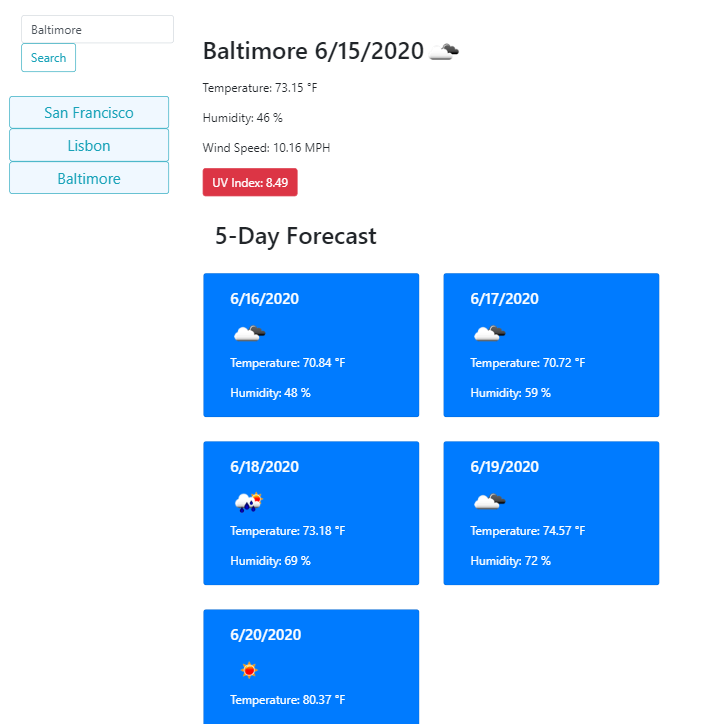 Baltimore
Search
San Francisco
Lisbon
Baltimore
Baltimore 6/15/2020
Temperature: 73.15 °F
Humidity: 46 %
Wind Speed: 10.16 MPH
UV Index: 8.49
5-Day Forecast
6/16/2020
Temperature: 70.84 °F
Humidity: 48 %
6/17/2020
Temperature: 70.72 °F
Humidity: 59 %
6/18/2020
Temperature: 73.18 °F
Humidity: 69 %
6/19/2020
Temperature: 74.57 °F
Humidity: 72 %
6/20/2020
Temperature: 80.37 °F